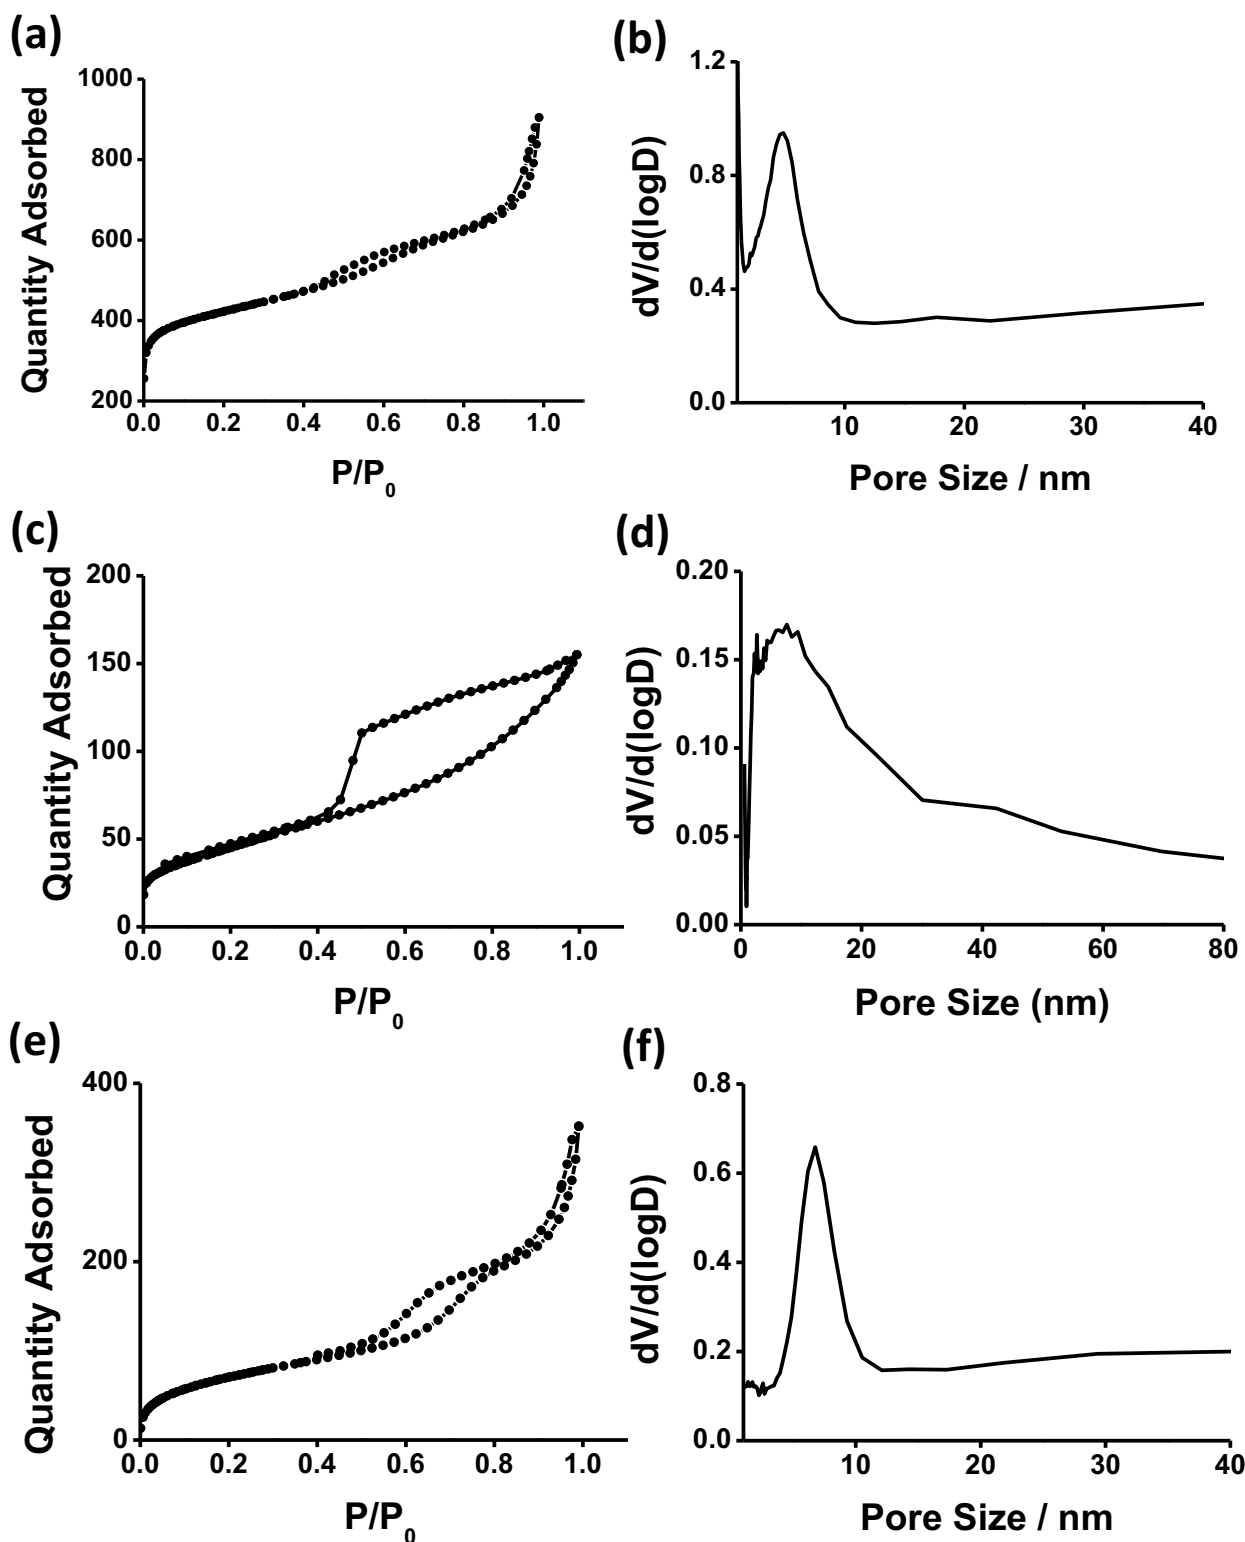 (a)
1000
800
600
400
200
Quantity Adsorbed
0.0 0.2 0.4 0.6 0.8 1.0
P/P0
(b)
1.2
0.8
0.4
0.0
dV/d(logD)
10 20 30 40
Pore Size / nm
(c)
200
150
100
50
0
Quantity Adsorbed
0.0 0.2 0.4 0.6 0.8 1.0
P/P0
(d)
0.20
0.15
0.10
0.05
0.00
dV/d(logD)
0 20 40 60 80
Pore Size (nm)
(e)
400
200
0
Quantity Adsorbed
0.0 0.2 0.4 0.6 0.8 1.0
P/P0
(f)
0.8
0.6
0.4
0.2
0.0
dV/d(logD)
10 20 30 40
Pore Size / nm